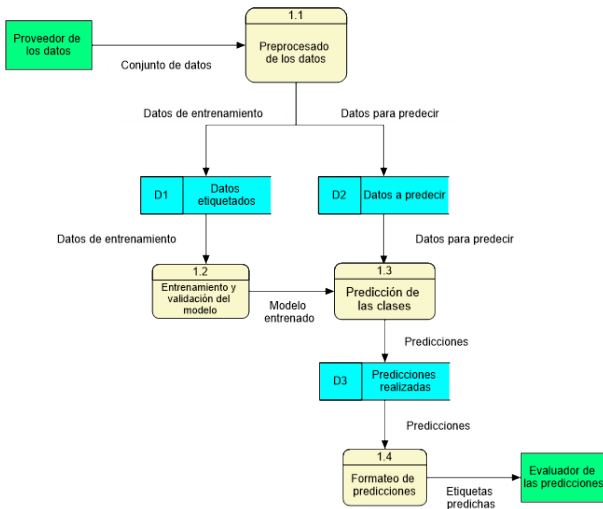 1.1
Proveedor de
los datos
Preprocesado
de los datos
Conjunto de datos
Datos de entrenamiento
Datos para predecir
D1
Datos
etiquetados
D2
Datos a predecir
Datos de entrenamiento
Datos para predecir
1.2
Entrenamiento y
validación del
modelo
Modelo
entrenado
1.3
Predicción de
las clases
Predicciones
D3
Predicciones
realizadas
Predicciones
1.4
Formateo de
predicciones
Etiquetas
predichas
Evaluador de
las predicciones